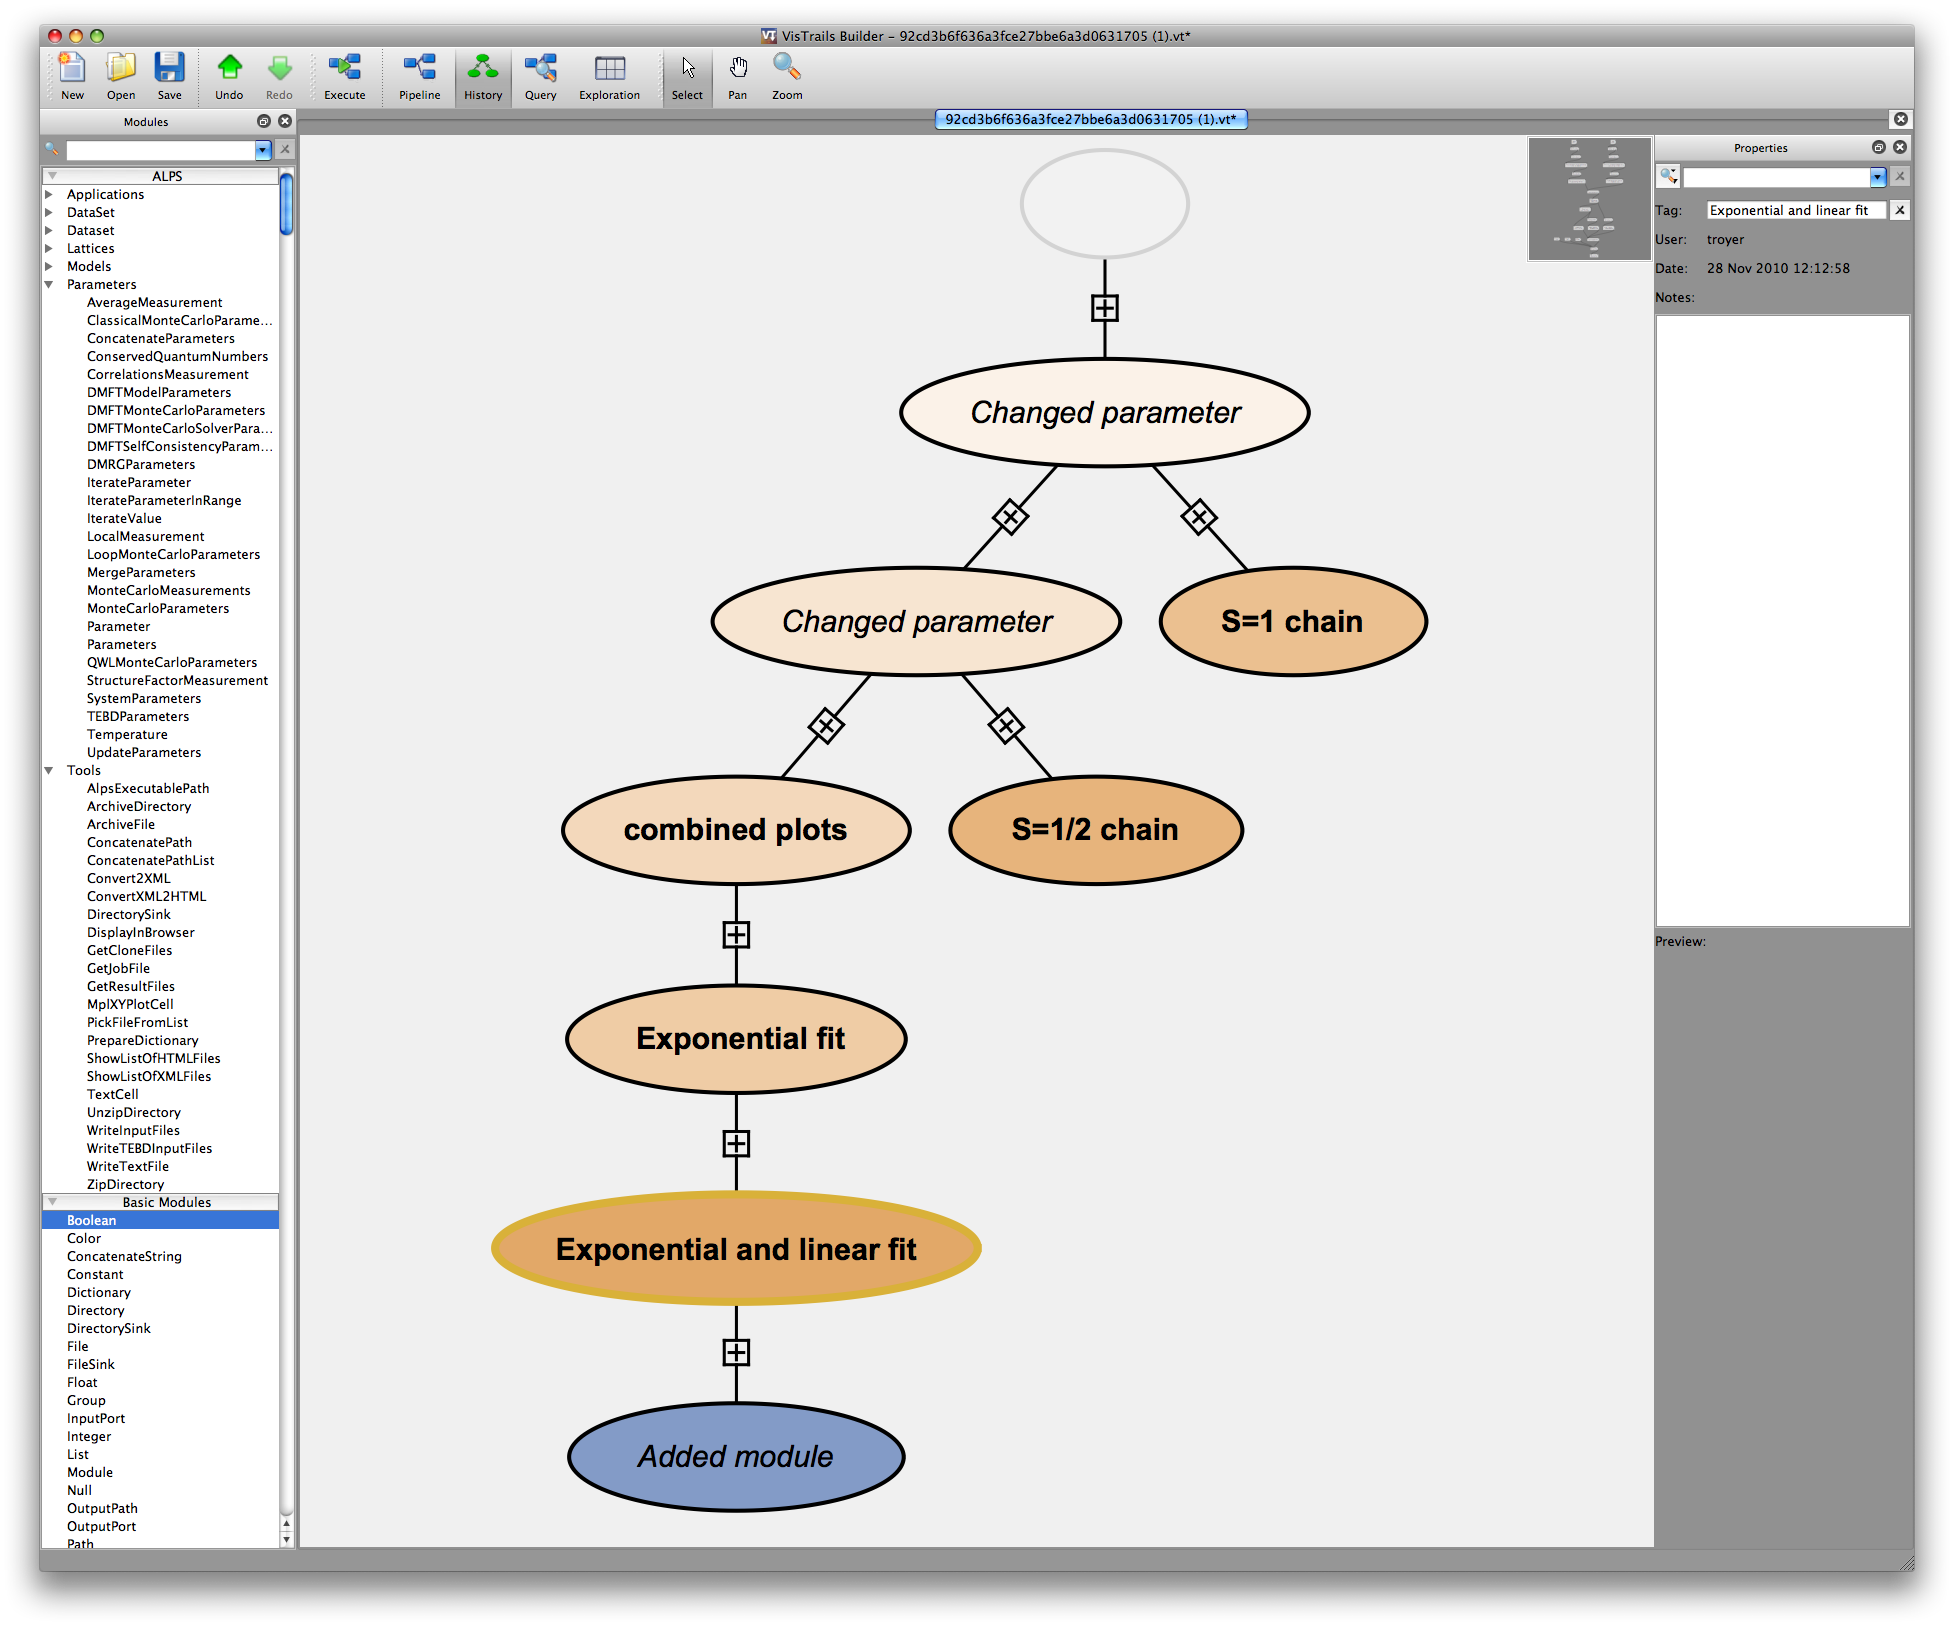 VisTrails Builder - 92cd3b6f636a3fce27bbe6a3d0631705 (1).vt*
New Open Save Undo Redo Execute Pipeline History Query Exploration Select Pan Zoom
Modules
92cd3b6f636a3fce27bbe6a3d0631705 (1).vt*
ALPS
Applications
DataSet
Dataset
Lattices
Models
Parameters
AverageMeasurement
ClassicalMonteCarloParame...
ConcatenateParameters
ConservedQuantumNumbers
CorrelationsMeasurement
DMFTModelParameters
DMFTMonteCarloParameters
DMFTMonteCarloSolverPara...
DMFTSelfConsistencyParam...
DMRGParameters
IterateParameter
IterateParameterInRange
IterateValue
LocalMeasurement
LoopMonteCarloParameters
MergeParameters
MonteCarloMeasurements
MonteCarloParameters
Parameter
Parameters
QWLMonteCarloParameters
StructureFactorMeasurement
SystemParameters
TEBDParameters
Temperature
UpdateParameters
Tools
AlpsExecutablePath
ArchiveDirectory
ArchiveFile
ConcatenatePath
ConcatenatePathList
Convert2XML
ConvertXML2HTML
DirectorySink
DisplayInBrowser
GetCloneFiles
GetJobFile
GetResultFiles
MplXYPlotCell
PickFileFromList
PrepareDictionary
ShowListOfHTMLFiles
ShowListOfXMLFiles
TextCell
UnzipDirectory
WriteInputFiles
WriteTEBDInputFiles
WriteTextFile
ZipDirectory
Basic Modules
Boolean
Color
ConcatenateString
Constant
Dictionary
Directory
DirectorySink
File
FileSink
Float
Group
InputPort
Integer
List
Module
Null
OutputPath
OutputPort
Path
Changed parameter
Changed parameter
S=1 chain
combined plots
S=1/2 chain
Exponential fit
Exponential and linear fit
Added module
Properties
Tag: Exponential and linear fit
User: troyer
Date: 28 Nov 2010 12:12:58
Notes:
Preview: